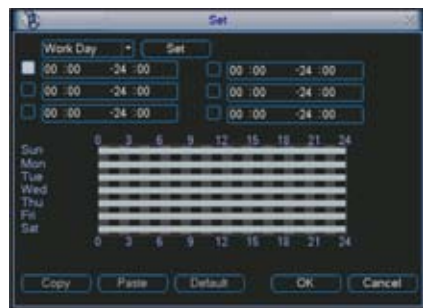 Set
Work Day Set
00 :00 -24 :00 00 :00 -24 :00
00 :00 -24 :00 00 :00 -24 :00
00 :00 -24 :00 00 :00 -24 :00
0 3 6 9 12 15 18 21 24
Sun
Mon
Tue
Wed
Thu
Fri
Sat
0 3 6 9 12 15 18 21 24
Copy Paste Default OK Cancel